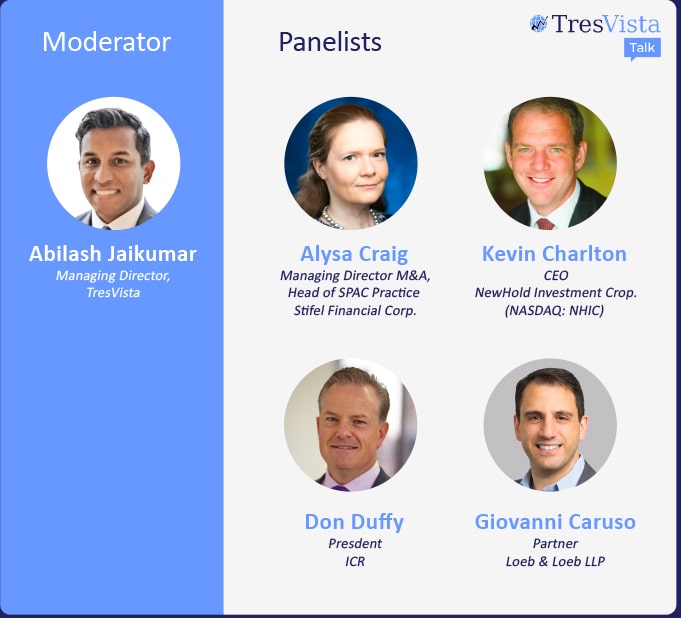 Moderator
Panelists
TresVista
Talk
Abilash Jaikumar
Managing Director,
TresVista
Alysa Craig
Managing Director M&A,
Head of SPAC Practice
Stifel Financial Corp.
Kevin Charlton
CEO
NewHold Investment Crop.
(NASDAQ: NHIC)
Don Duffy
Presdent
ICR
Giovanni Caruso
Partner
Loeb & Loeb LLP